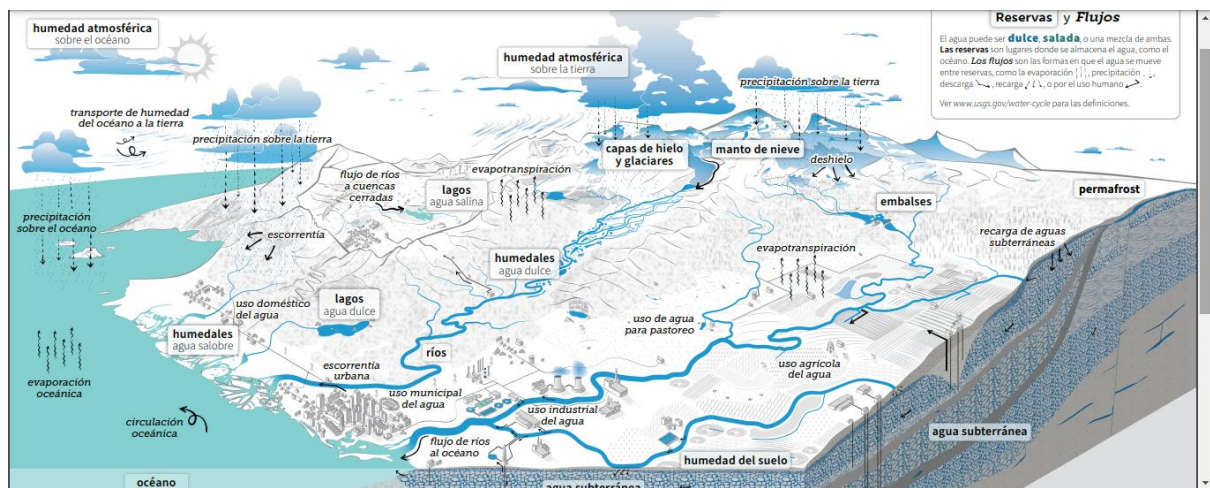 humedad atmosférica
sobre el océano
transporte de humedad
del océano a la tierra
precipitación sobre la tierra
precipitación
sobre el océano
escorrentía
flujo de ríos
a cuencas
cerradas
lagos
agua salina
evapotranspiración
humedad atmosférica
sobre la tierra
capas de hielo
y glaciares
manto de nieve
precipitación sobre la tierra
deshielo
Reservas y Flujos
El agua puede ser dulce, salada, o una mezcla de ambas.
Las reservas son lugares donde se almacena el agua, como el
océano. Los flujos son las formas en que el agua se mueve
entre reservas, como la evaporación, precipitación,
descarga, recarga, o por el uso humano.
Ver www.usgs.gov/water-cycle para las definiciones.
permafrost
embalses
recarga de aguas
subterráneas
evapotranspiración
humedales
agua dulce
uso doméstico
del agua
lagos
agua dulce
humedales
agua salobre
ríos
uso de agua
para pastoreo
escorrentía
urbana
uso municipal
del agua
uso industrial
del agua
uso agrícola
del agua
evaporación
oceánica
circulación
oceánica
flujo de ríos
al océano
humedad del suelo
agua subterránea
océano
agua subterránea